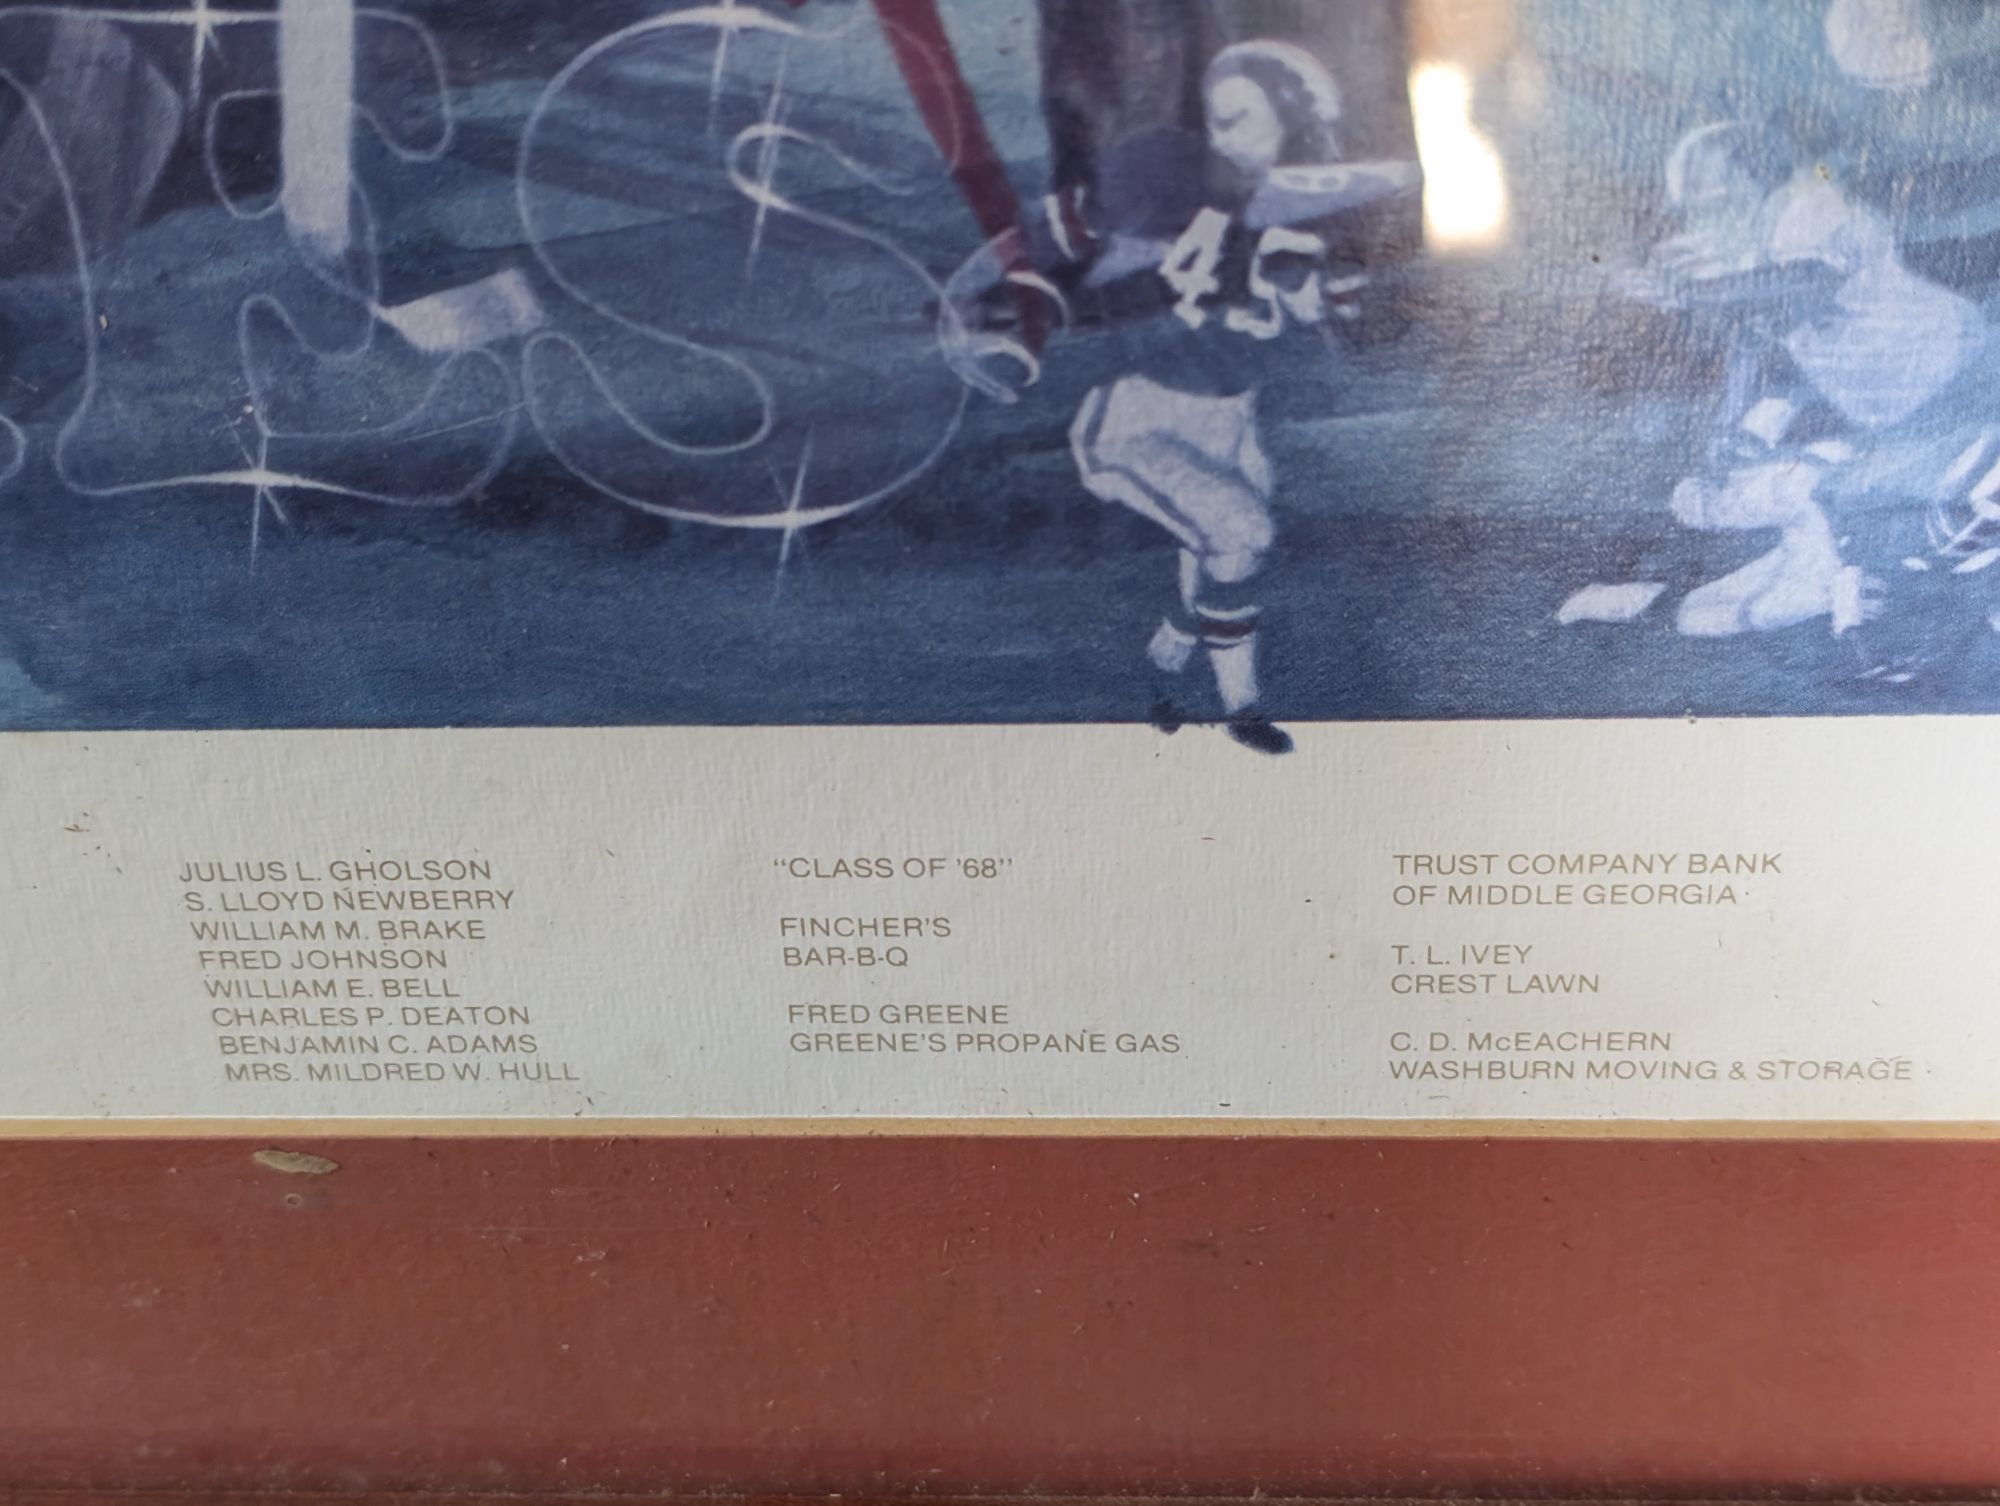 45
JULIUS L. GHOLSON
S. LLOYD NEWBERRY
WILLIAM M. BRAKE
FRED JOHNSON
WILLIAM E. BELL
CHARLES P. DEATON
BENJAMIN C. ADAMS
MRS. MILDRED W. HULL
“CLASS OF ’68”
FINCHER’S
BAR-B-Q
FRED GREENE
GREENE’S PROPANE GAS
TRUST COMPANY BANK
OF MIDDLE GEORGIA
T. L. IVEY
CREST LAWN
C. D. McEACHERN
WASHBURN MOVING & STORAGE